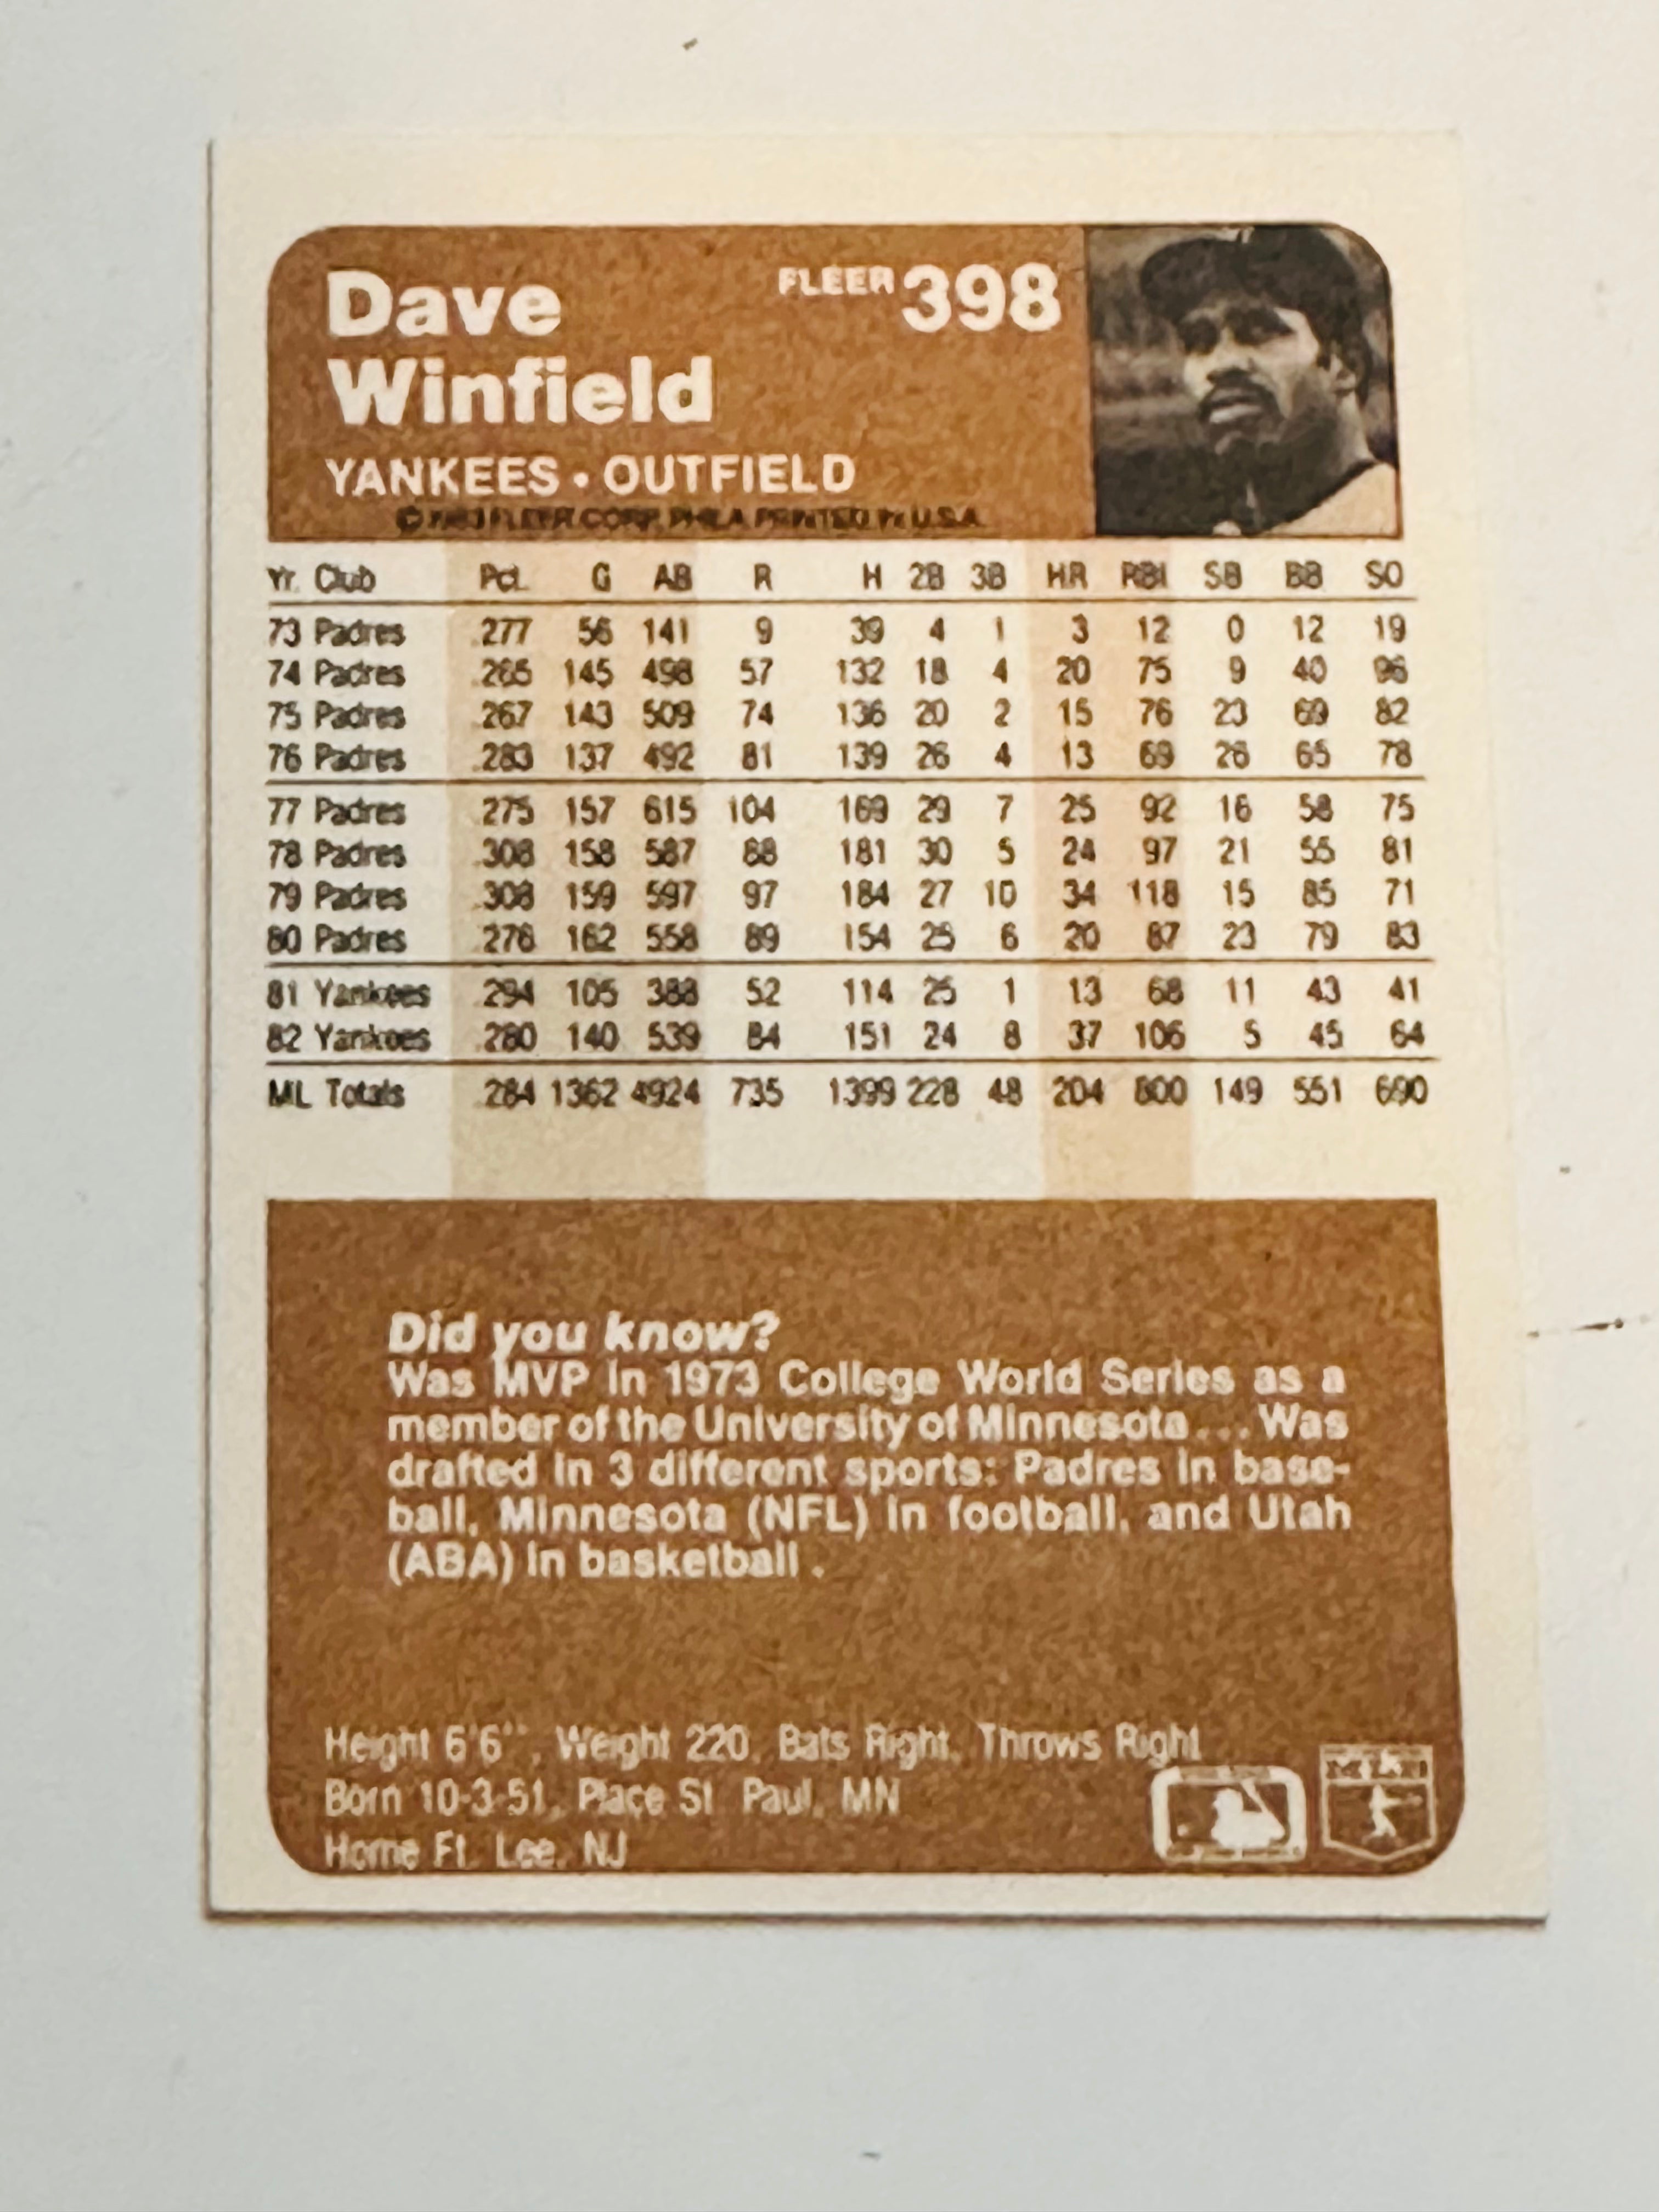 Dave
Winfield
FLEER 398
YANKEES • OUTFIELD
© 1983 FLEER CORP. PHILA. PRINTED IN U.S.A.
Yr. Club Pct. G AB R H 2B 3B HR RBI SB BB SO
73 Padres .277 56 141 9 39 4 1 3 12 0 12 19
74 Padres .265 145 498 57 132 18 4 20 75 9 40 96
75 Padres .267 143 509 74 136 20 2 15 76 23 69 82
76 Padres .283 137 492 81 139 26 4 13 69 26 65 78
77 Padres .275 157 615 104 169 29 7 25 92 16 58 75
78 Padres .308 158 587 88 181 30 5 24 97 21 55 81
79 Padres .308 159 597 97 184 27 10 34 118 15 85 71
80 Padres .276 162 558 89 154 25 6 20 87 23 79 83
81 Yankees .294 105 388 52 114 25 1 13 68 11 43 41
82 Yankees .280 140 539 84 151 24 8 37 106 5 45 64
ML Totals .284 1362 4924 735 1399 228 48 204 800 149 551 690
Did you know?
Was MVP in 1973 College World Series as a
member of the University of Minnesota... Was
drafted in 3 different sports: Padres in base-
ball, Minnesota (NFL) in football, and Utah
(ABA) in basketball.
Height 6'6", Weight 220, Bats Right, Throws Right
Born 10-3-51, Place St. Paul, MN
Home Ft. Lee, NJ